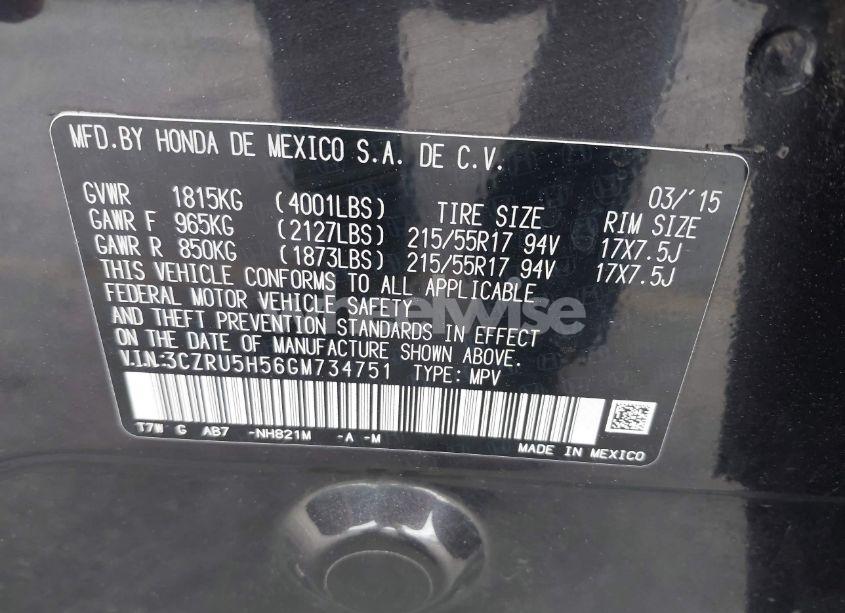 MFD.BY HONDA DE MEXICO S.A. DE C.V.
03/'15
GVWR 1815KG (4001LBS) TIRE SIZE RIM SIZE
GAWR F 965KG (2127LBS) 215/55R17 94V 17X7.5J
GAWR R 850KG (1873LBS) 215/55R17 94V 17X7.5J
THIS VEHICLE CONFORMS TO ALL APPLICABLE
FEDERAL MOTOR VEHICLE SAFETY
AND THEFT PREVENTION STANDARDS IN EFFECT
ON THE DATE OF MANUFACTURE SHOWN ABOVE.
V.I.N.:3CZRU5H56GM734751 TYPE: MPV
T7W G AB7 -NH821M -A -M
MADE IN MEXICO